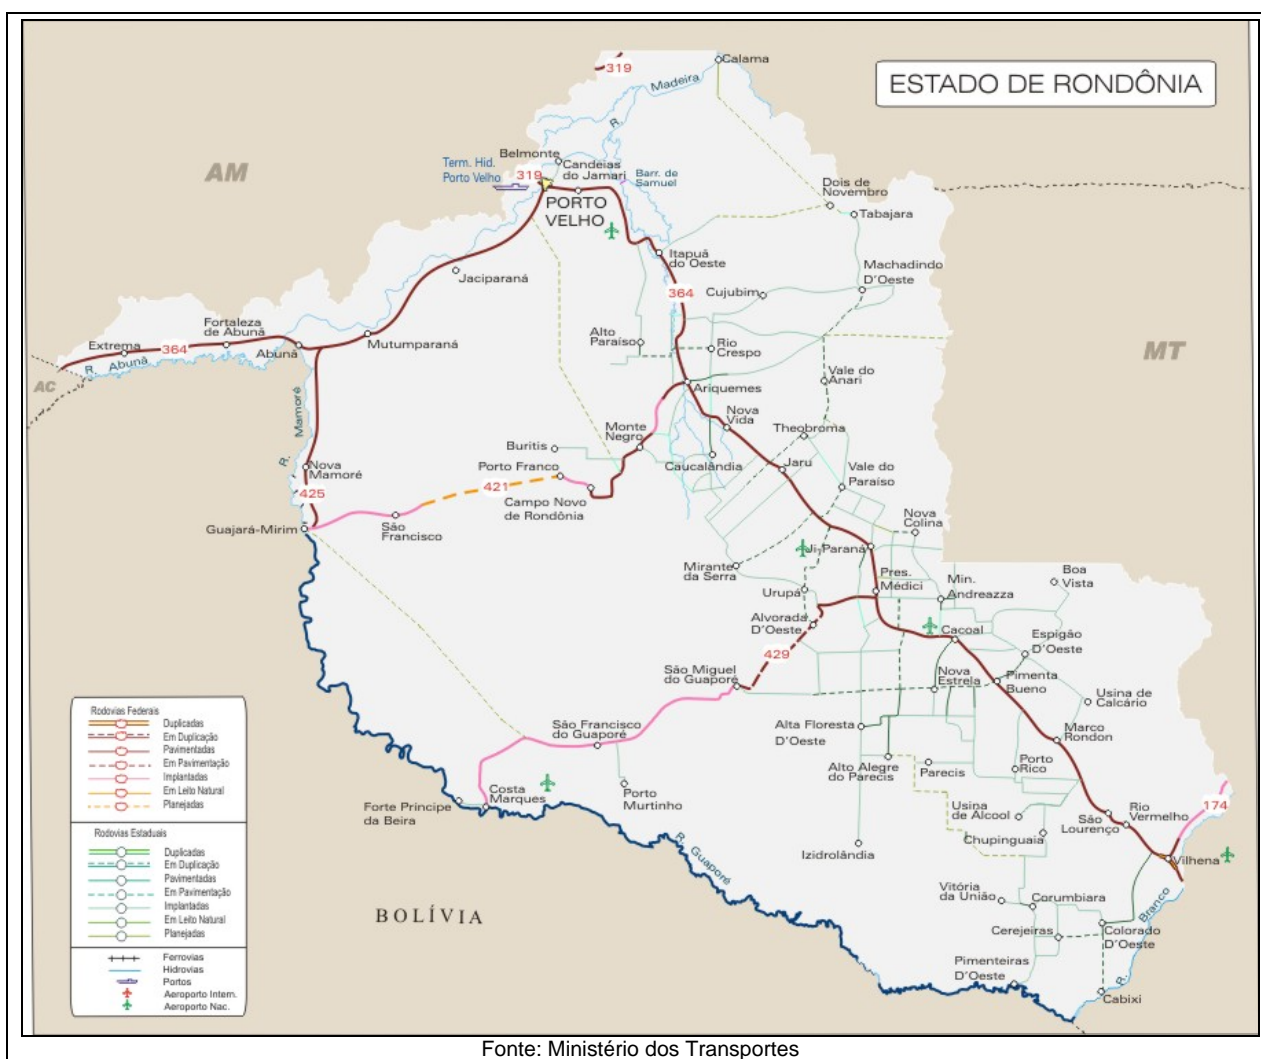 319
Calama
ESTADO DE RONDÔNIA
Madeira
R.
AM
Belmonte
Term. Hid.
Porto Velho
319
Candeias
do Jamari
Barr. de
Samuel
PORTO
VELHO
Dois de
Novembro
Tabajara
Itapuã
do Oeste
Machadindo
D'Oeste
Jaciparaná
364
Cujubim
Fortaleza
de Abunã
Extrema
364
Abunã
Mutumparaná
Alto
Paraíso
Rio
Crespo
MT
R. Abunã
AC
Vale do
Anari
Ariquemes
R. Mamoré
Nova
Vida
Monte
Negro
Theobroma
Buritis
Nova
Mamoré
Porto Franco
Caucalândia
Jaru
Vale do
Paraíso
425
421
Campo Novo
de Rondônia
Guajará-Mirim
São
Francisco
Nova
Colina
Ji-Paraná
Mirante
da Serra
Pres.
Médici
Min.
Andreazza
Boa
Vista
Urupá
Alvorada
D'Oeste
Cacoal
Espigão
D'Oeste
429
São Miguel
do Guaporé
Nova
Estrela
Pimenta
Bueno
Usina de
Calcário
São Francisco
do Guaporé
Alta Floresta
D'Oeste
Marco
Rondon
Alto Alegre
do Parecis
Parecis
Porto
Rico
Costa
Marques
Porto
Murtinho
Forte Príncipe
da Beira
Usina
de Alcool
São
Lourenço
Rio
Vermelho
174
Chupinguaia
R. Guaporé
Izidrolândia
Vilhena
Vitória
da União
Corumbiara
R. Branco
BOLÍVIA
Cerejeiras
Colorado
D'Oeste
Pimenteiras
D'Oeste
Cabixi
Rodovias Federais
Duplicadas
Em Duplicação
Pavimentadas
Em Pavimentação
Implantadas
Em Leito Natural
Planejadas
Rodovias Estaduais
Duplicadas
Em Duplicação
Pavimentadas
Em Pavimentação
Implantadas
Em Leito Natural
Planejadas
Ferrovias
Hidrovias
Portos
Aeroporto Intern.
Aeroporto Nac.
Fonte: Ministério dos Transportes